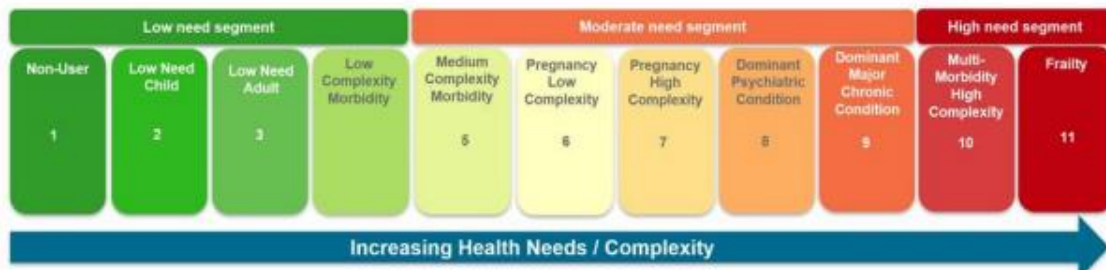 Low need segment
Moderate need segment
High need segment
Non-User
1
Low Need
Child
2
Low Need
Adult
3
Low
Complexity
Morbidity
Medium
Complexity
Morbidity
5
Pregnancy
Low
Complexity
6
Pregnancy
High
Complexity
7
Dominant
Psychiatric
Condition
8
Dominant
Major
Chronic
Condition
9
Multi-
Morbidity
High
Complexity
10
Frailty
11
Increasing Health Needs / Complexity